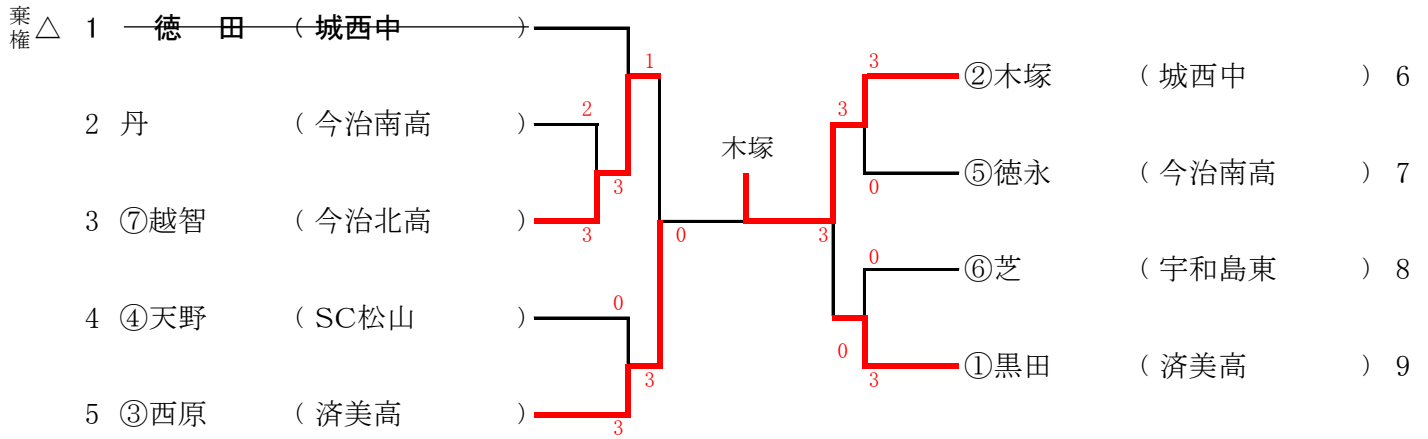 棄権 △ 1 徳田 ( 城西中 )
2 丹 ( 今治南高 )
3 ⑦越智 ( 今治北高 )
4 ④天野 ( SC松山 )
5 ③西原 ( 済美高 )
1
2
3
3
0
3
3
0
木塚
3
②木塚 ( 城西中 ) 6
⑤徳永 ( 今治南高 ) 7
⑥芝 ( 宇和島東 ) 8
①黒田 ( 済美高 ) 9
3
3
0
0
0
3